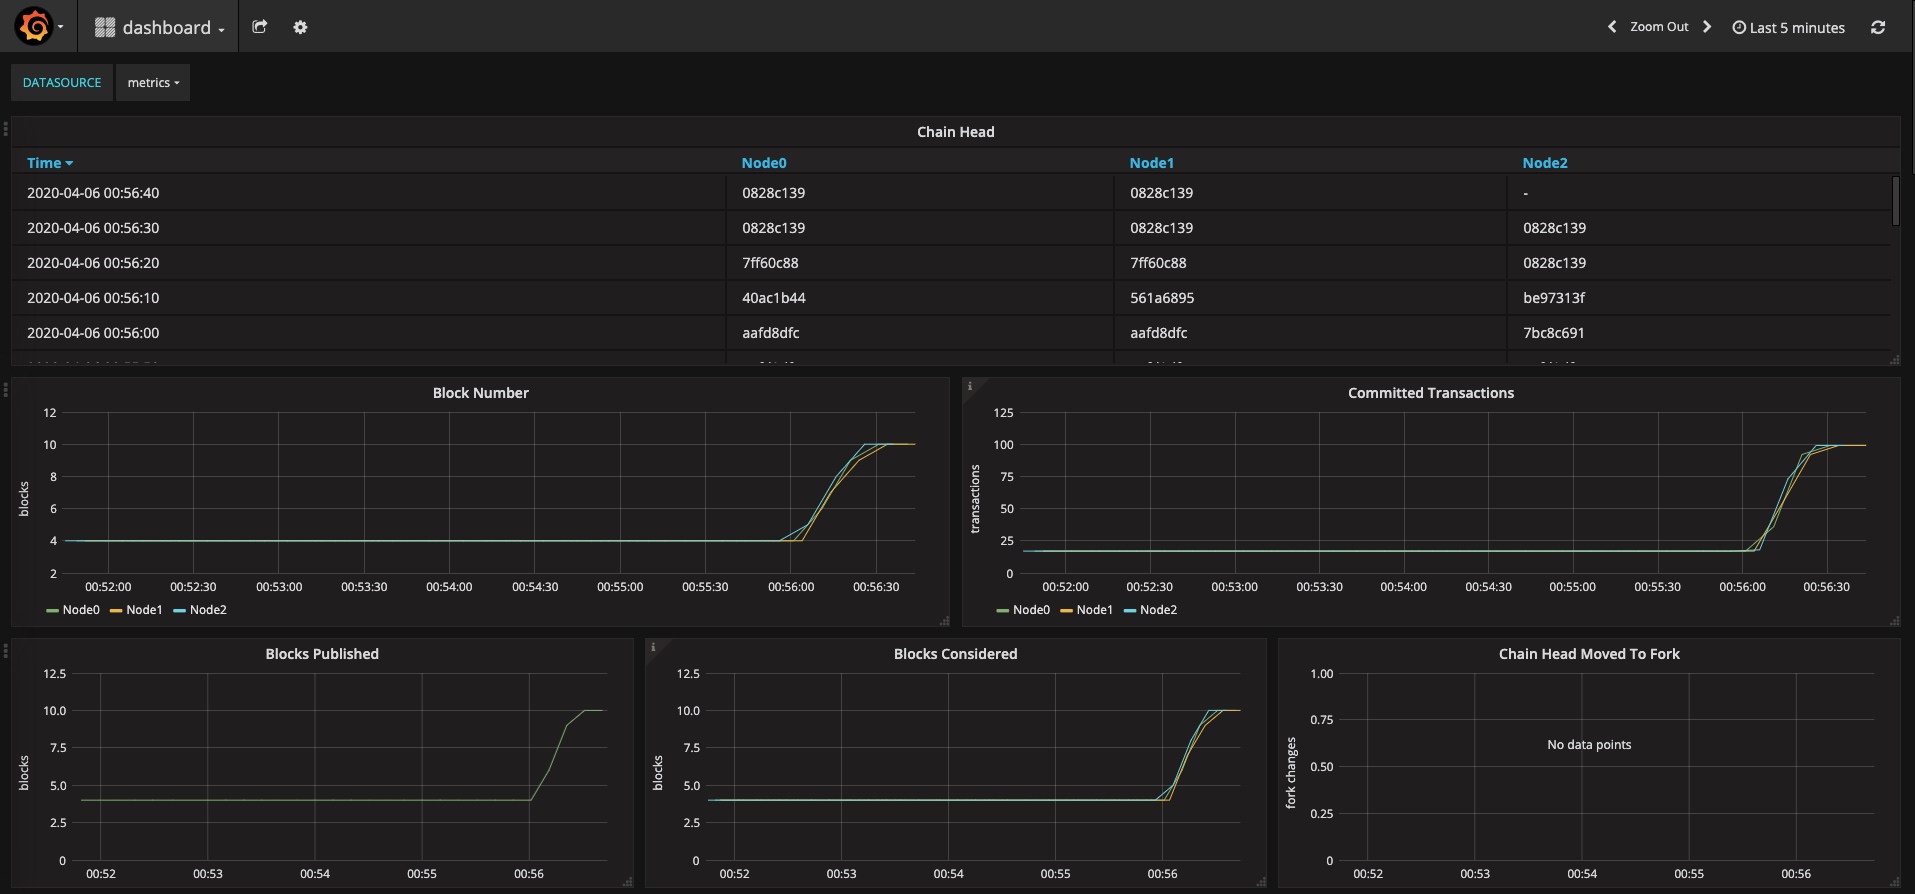 dashboard
Zoom Out
Last 5 minutes
DATASOURCE metrics
Chain Head
Time Node0 Node1 Node2
2020-04-06 00:56:40 0828c139 0828c139 -
2020-04-06 00:56:30 0828c139 0828c139 0828c139
2020-04-06 00:56:20 7ff60c88 7ff60c88 0828c139
2020-04-06 00:56:10 40ac1b44 561a6895 be97313f
2020-04-06 00:56:00 aafd8dfc aafd8dfc 7bc8c691
Block Number
12
10
8
6
4
2
blocks
00:52:00 00:52:30 00:53:00 00:53:30 00:54:00 00:54:30 00:55:00 00:55:30 00:56:00 00:56:30
Node0 Node1 Node2
i
Committed Transactions
125
100
75
50
25
0
transactions
00:52:00 00:52:30 00:53:00 00:53:30 00:54:00 00:54:30 00:55:00 00:55:30 00:56:00 00:56:30
Node0 Node1 Node2
Blocks Published
12.5
10.0
7.5
5.0
2.5
0
blocks
00:52 00:53 00:54 00:55 00:56
i
Blocks Considered
12.5
10.0
7.5
5.0
2.5
0
blocks
00:52 00:53 00:54 00:55 00:56
Chain Head Moved To Fork
1.00
0.75
0.50
0.25
0
fork changes
No data points
00:52 00:53 00:54 00:55 00:56